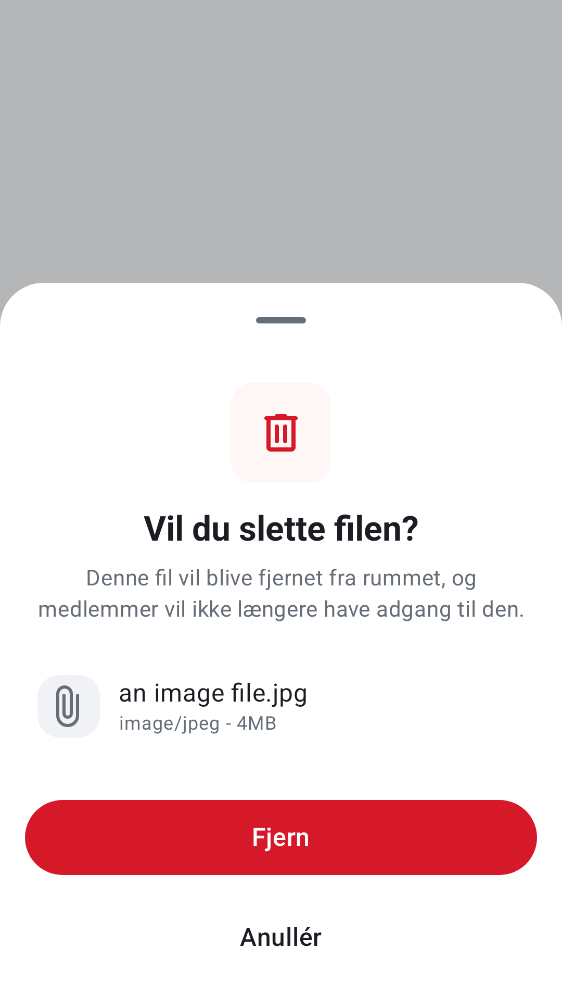 Vil du slette filen?
Denne fil vil blive fjernet fra rummet, og
medlemmer vil ikke længere have adgang til den.
an image file.jpg
image/jpeg - 4MB
Fjern
Anullér